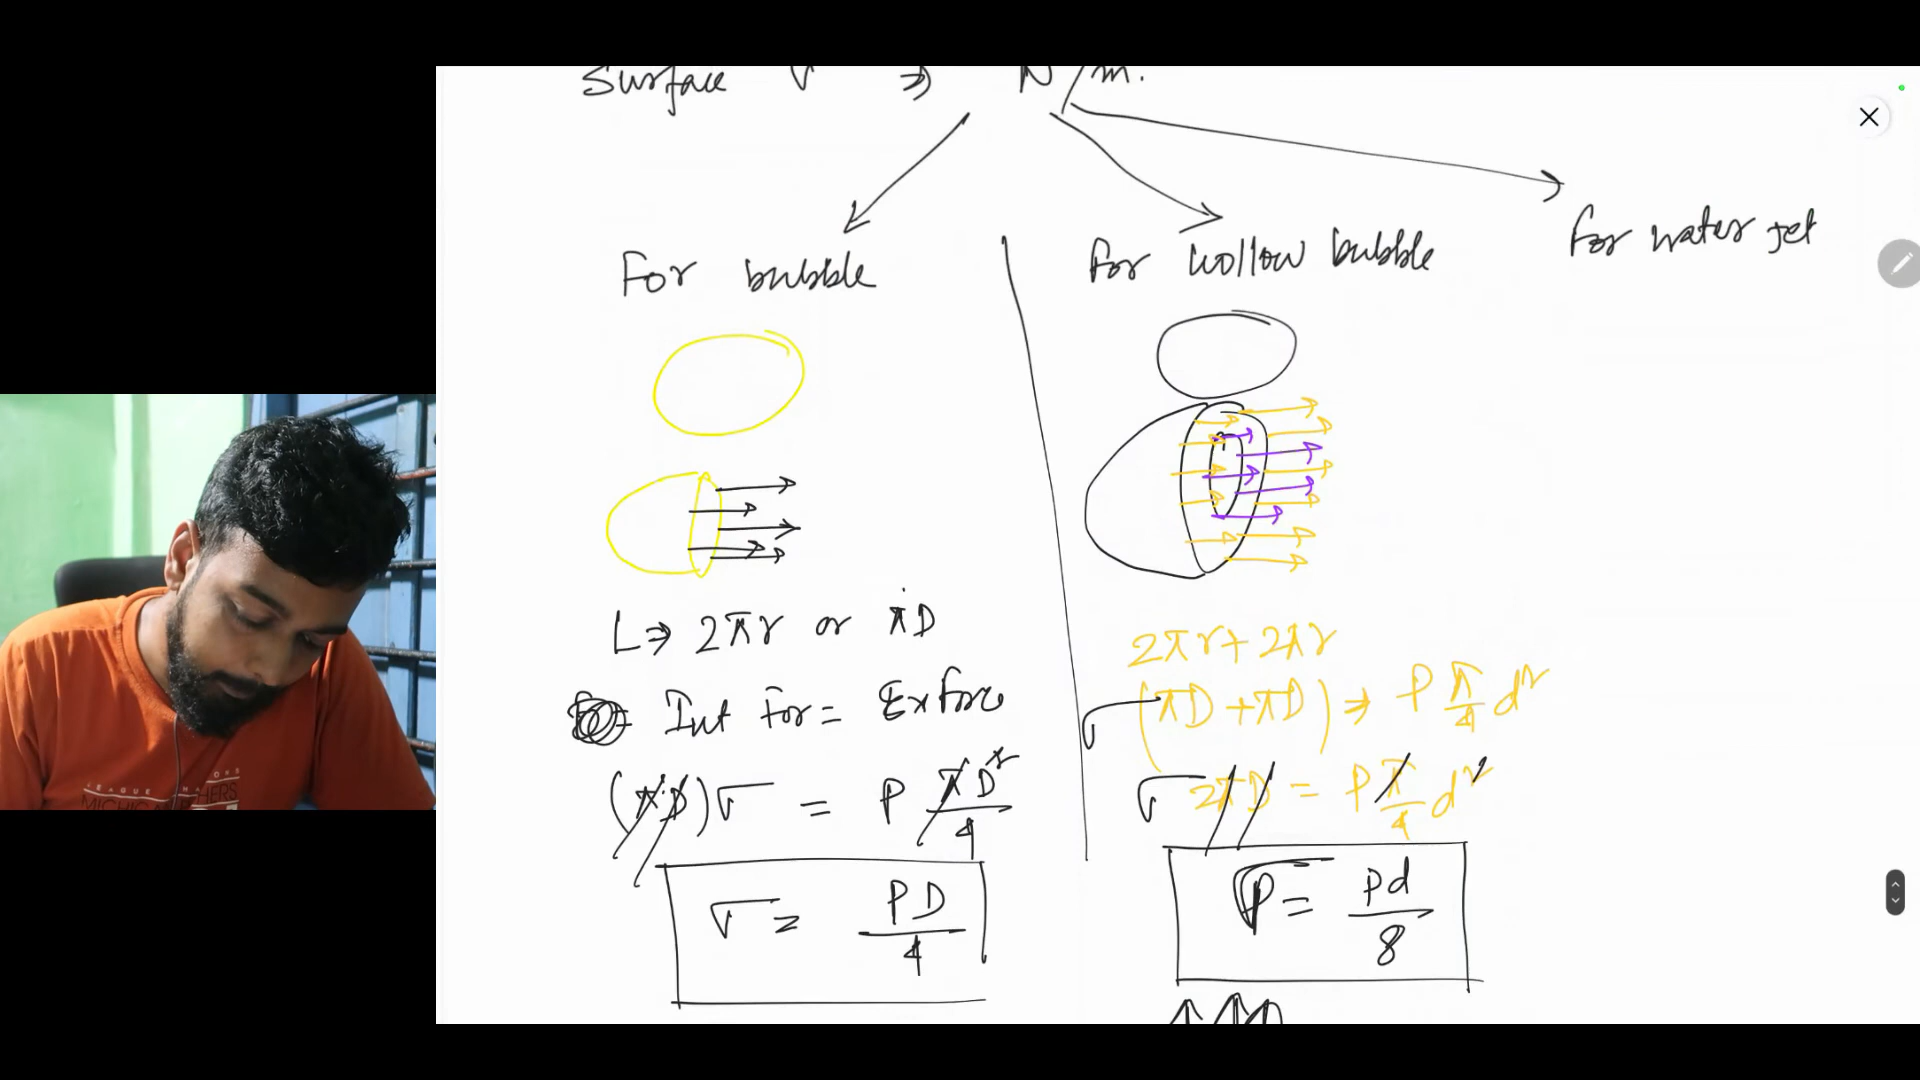 Surface σ ⇒ N/m.
For bubble
For hollow bubble
For water jet
L ⇒ 2πr or πD
Int For = Ex force
(πD)σ = P πD²/4
σ = PD/4
2πr + 2πr
σ(πD + πD) ⇒ P π/4 d²
σ 2πD = P π/4 d²
= Pd/8
LEAGUE